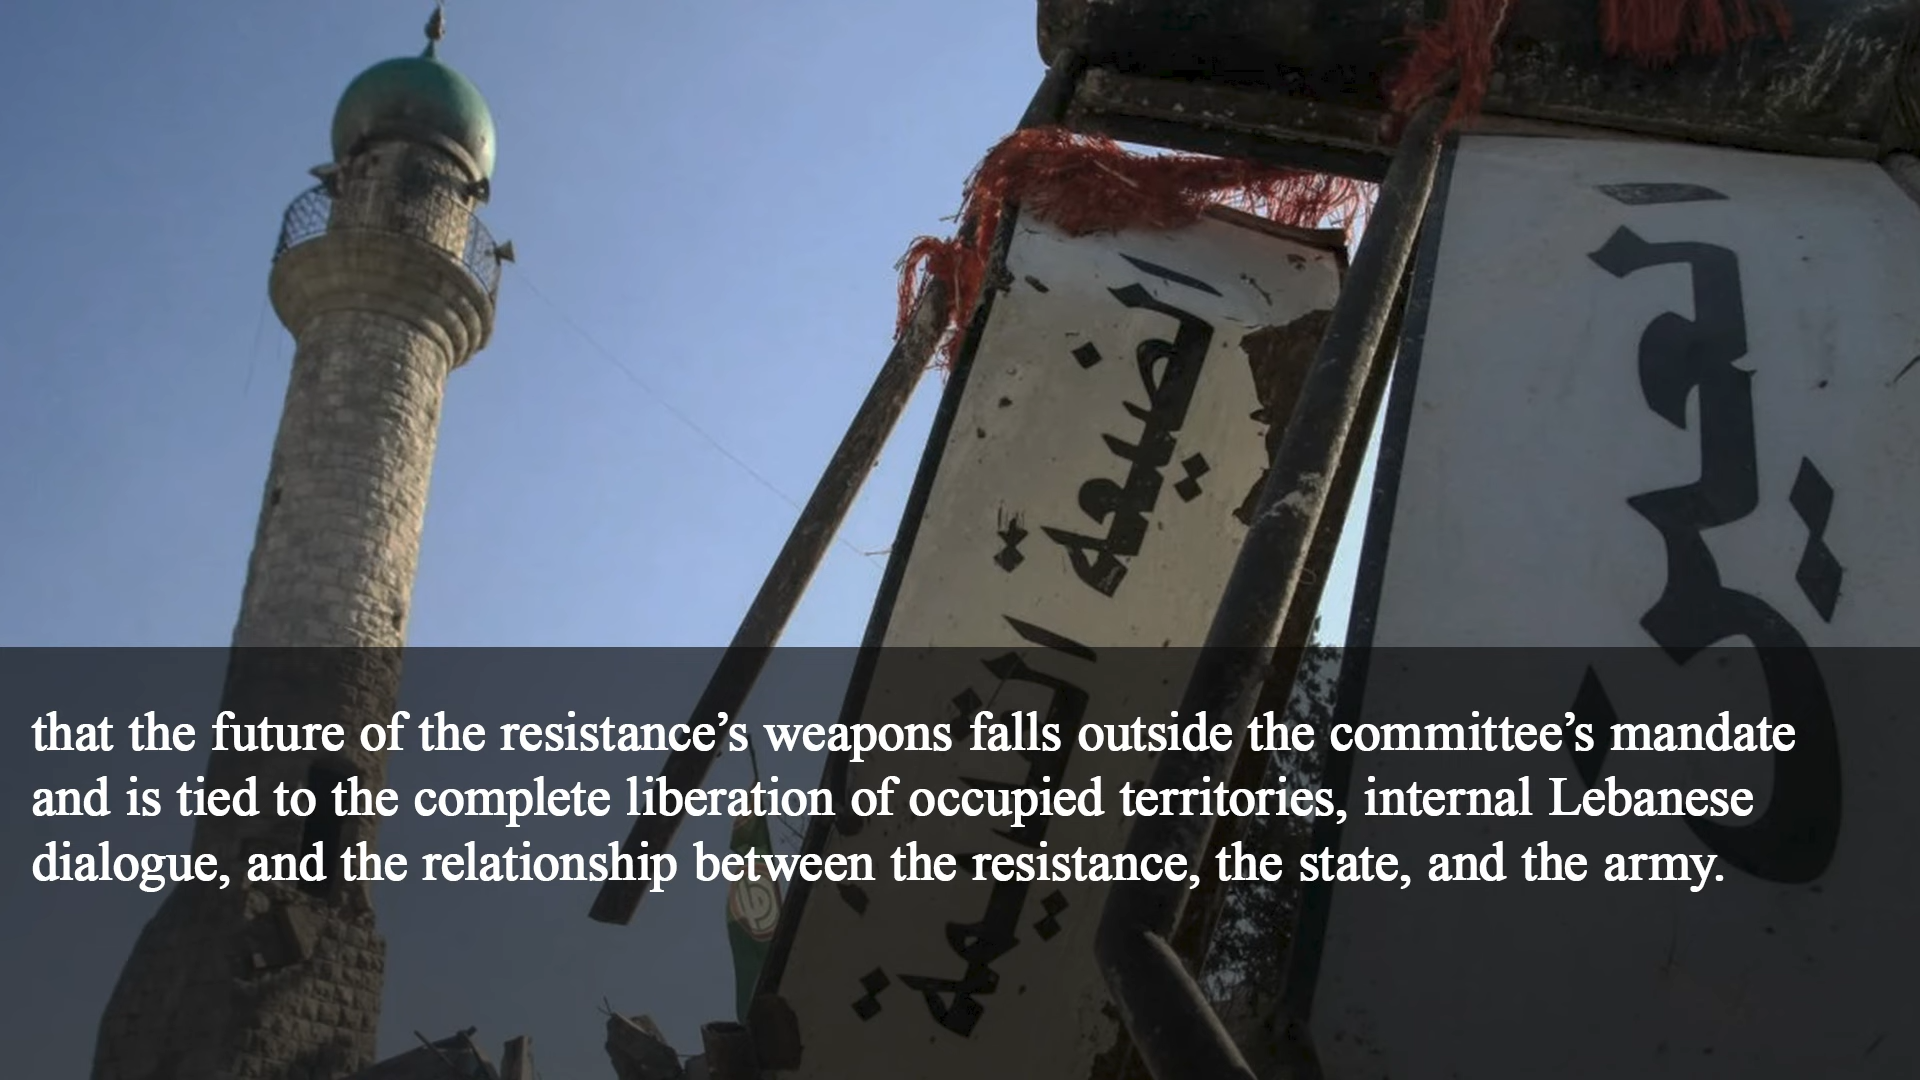 that the future of the resistance’s weapons falls outside the committee’s mandate
and is tied to the complete liberation of occupied territories, internal Lebanese
dialogue, and the relationship between the resistance, the state, and the army.